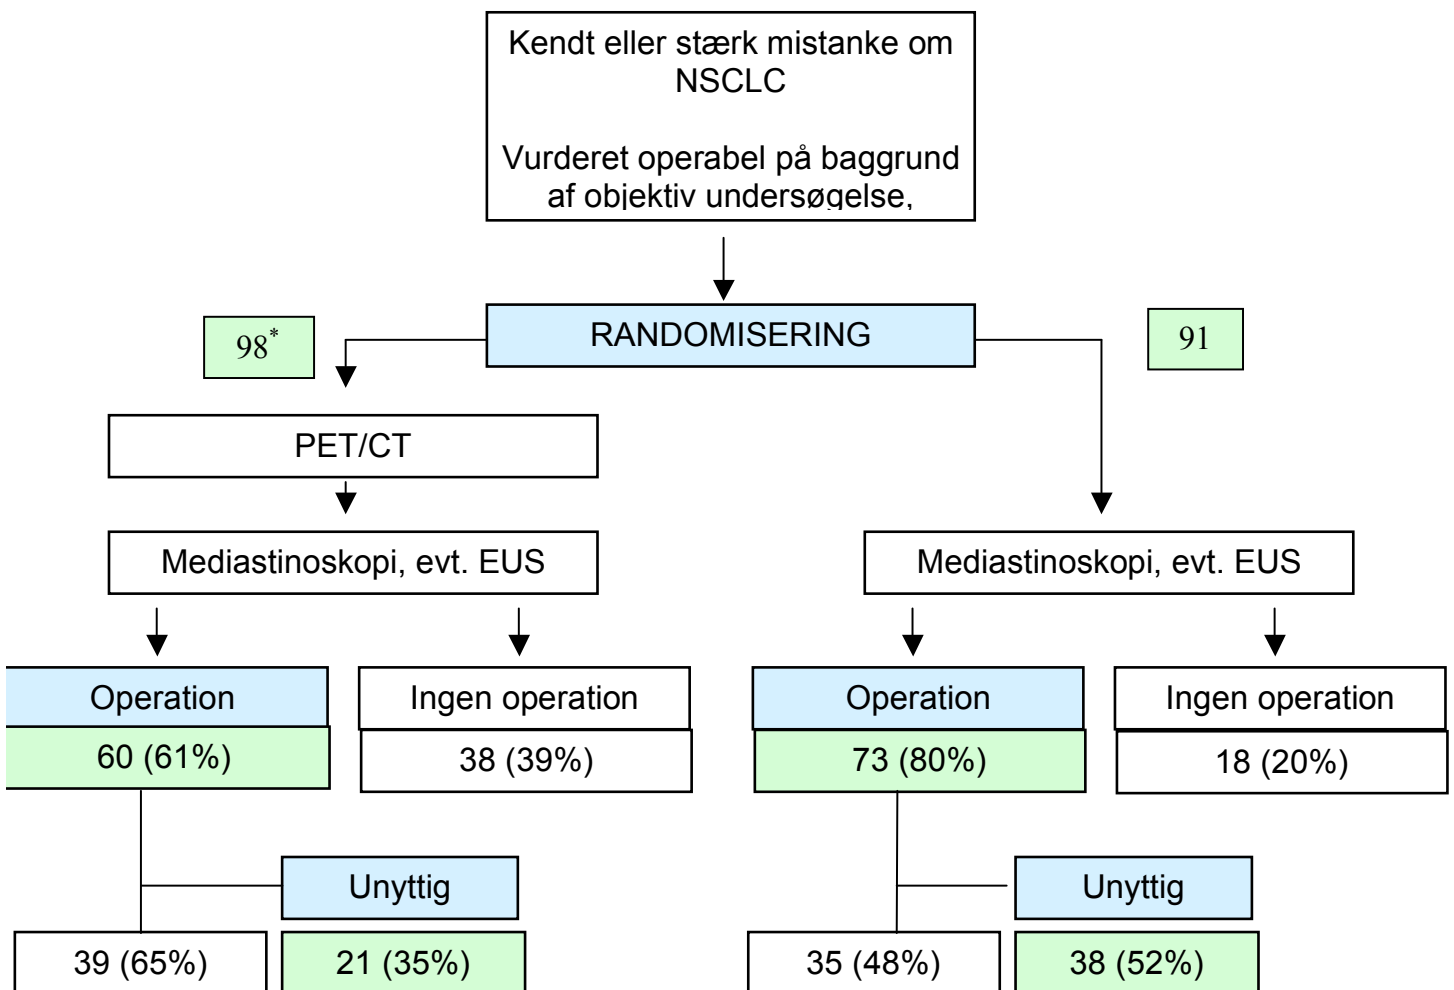 Kendt eller stærk mistanke om
NSCLC
Vurderet operabel på baggrund
af objektiv undersøgelse,
98*
RANDOMISERING
91
PET/CT
Mediastinoskopi, evt. EUS
Mediastinoskopi, evt. EUS
Operation
Ingen operation
Operation
Ingen operation
60 (61%)
38 (39%)
73 (80%)
18 (20%)
Unyttig
Unyttig
39 (65%)
21 (35%)
35 (48%)
38 (52%)